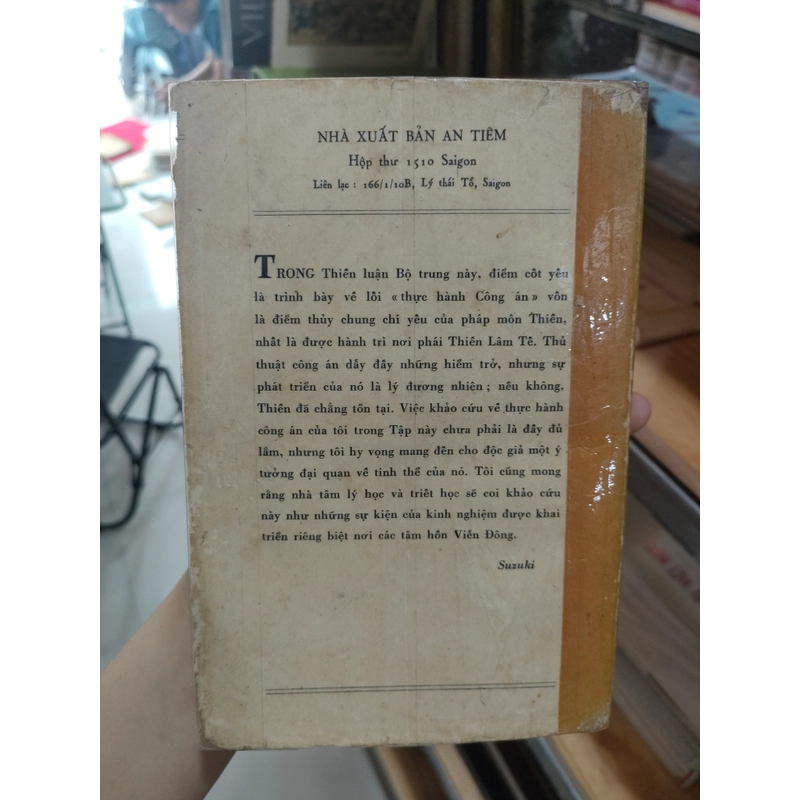 NHÀ XUẤT BẢN AN TIÊM
Hộp thư 1510 Saigon
Liên lạc : 166/1/10B, Lý thái Tổ, Saigon
TRONG Thiền luận Bộ trung này, điểm cốt yếu
là trình bày về lối «thực hành Công án» vốn
là điểm thủy chung chí yếu của pháp môn Thiền,
nhất là được hành trì nơi phái Thiền Lâm Tế. Thủ
thuật công án dẫy đầy những hiểm trở, nhưng sự
phát triển của nó là lý đương nhiên ; nếu không,
Thiền đã chẳng tồn tại. Việc khảo cứu về thực hành
công án của tôi trong Tập này chưa phải là đầy đủ
lắm, nhưng tôi hy vọng mang đến cho độc giả một ý
tưởng đại quan về tinh thể của nó. Tôi cũng mong
rằng nhà tâm lý học và triết học sẽ coi khảo cứu
này như những sự kiện của kinh nghiệm được khai
triển riêng biệt nơi các tâm hồn Viễn Đông.
Suzuki